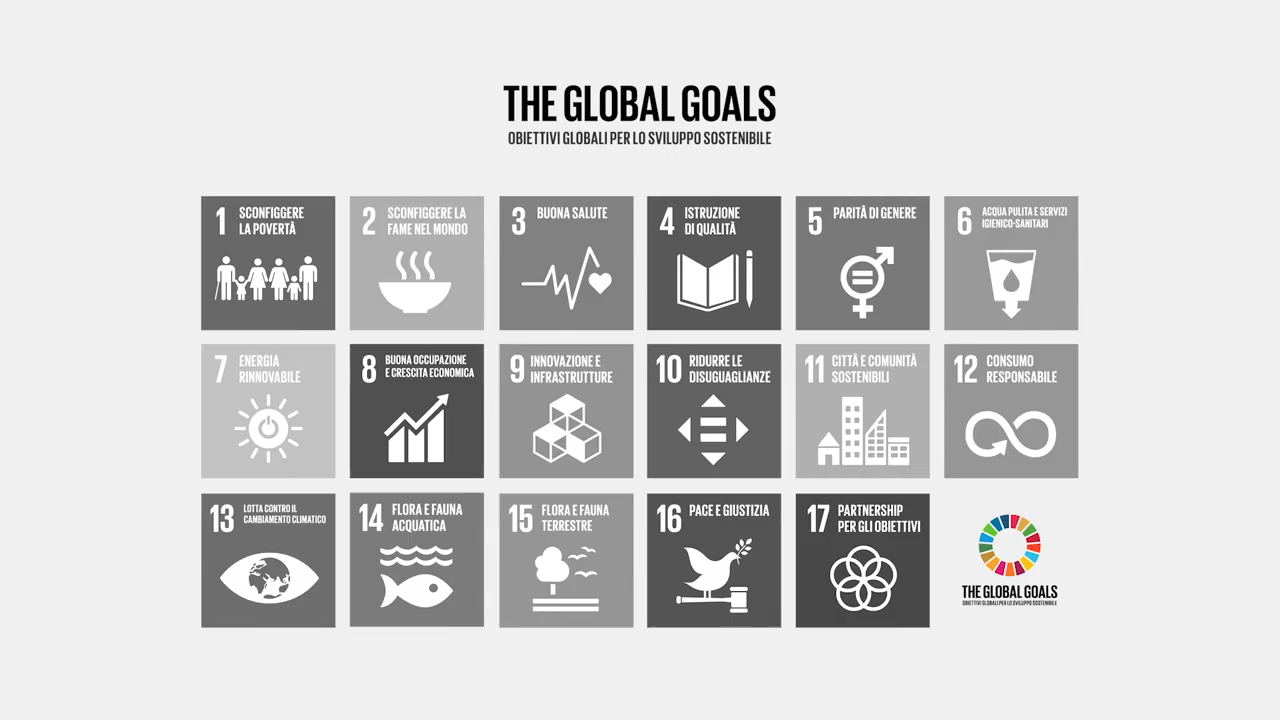 THE GLOBAL GOALS
OBIETTIVI GLOBALI PER LO SVILUPPO SOSTENIBILE
1 SCONFIGGERE
LA POVERTÀ
2 SCONFIGGERE LA
FAME NEL MONDO
3 BUONA SALUTE
4 ISTRUZIONE
DI QUALITÀ
5 PARITÀ DI GENERE
6 ACQUA PULITA E SERVIZI
IGIENICO-SANITARI
7 ENERGIA
RINNOVABILE
8 BUONA OCCUPAZIONE
E CRESCITA ECONOMICA
9 INNOVAZIONE E
INFRASTRUTTURE
10 RIDURRE LE
DISUGUAGLIANZE
11 CITTÀ E COMUNITÀ
SOSTENIBILI
12 CONSUMO
RESPONSABILE
13 LOTTA CONTRO IL
CAMBIAMENTO CLIMATICO
14 FLORA E FAUNA
ACQUATICA
15 FLORA E FAUNA
TERRESTRE
16 PACE E GIUSTIZIA
17 PARTNERSHIP
PER GLI OBIETTIVI
THE GLOBAL GOALS
OBIETTIVI GLOBALI PER LO SVILUPPO SOSTENIBILE